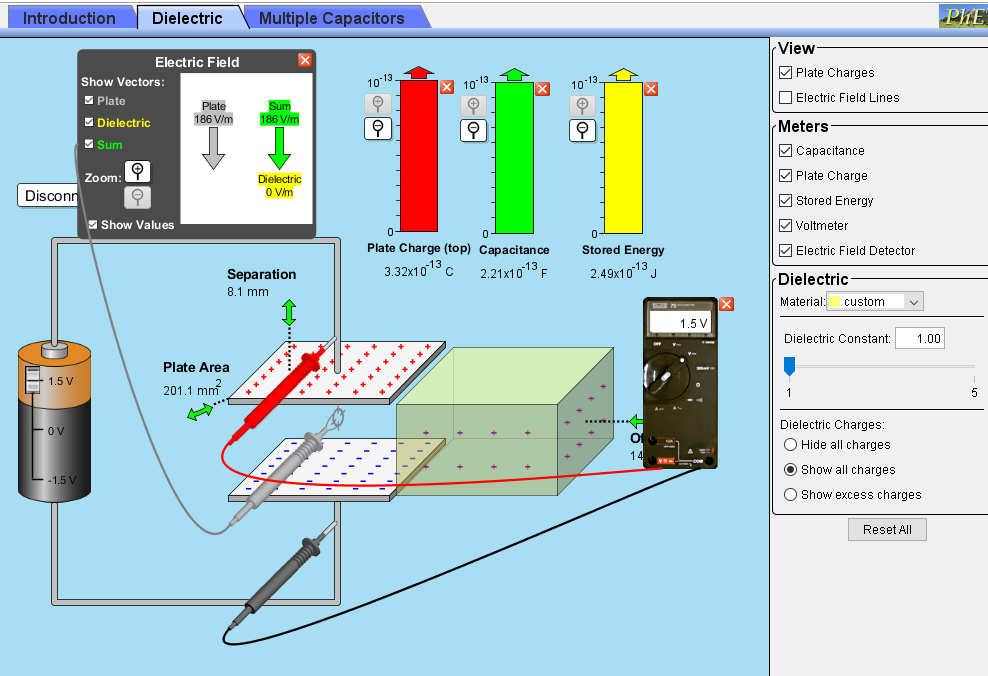 Introduction
Dielectric
Multiple Capacitors
PhET
Electric Field
Show Vectors:
Plate
Dielectric
Sum
Zoom:
Show Values
Plate
186 V/m
Sum
186 V/m
Dielectric
0 V/m
Disconn
10⁻¹³
0
Plate Charge (top)
3.32x10⁻¹³ C
10⁻¹³
0
Capacitance
2.21x10⁻¹³ F
10⁻¹³
0
Stored Energy
2.49x10⁻¹³ J
Separation
8.1 mm
Plate Area
201.1 mm²
1.5 V
0 V
-1.5 V
1.5 V
OFF
COM
Of
14
View
Plate Charges
Electric Field Lines
Meters
Capacitance
Plate Charge
Stored Energy
Voltmeter
Electric Field Detector
Dielectric
Material: custom
Dielectric Constant: 1.00
1 5
Dielectric Charges:
Hide all charges
Show all charges
Show excess charges
Reset All